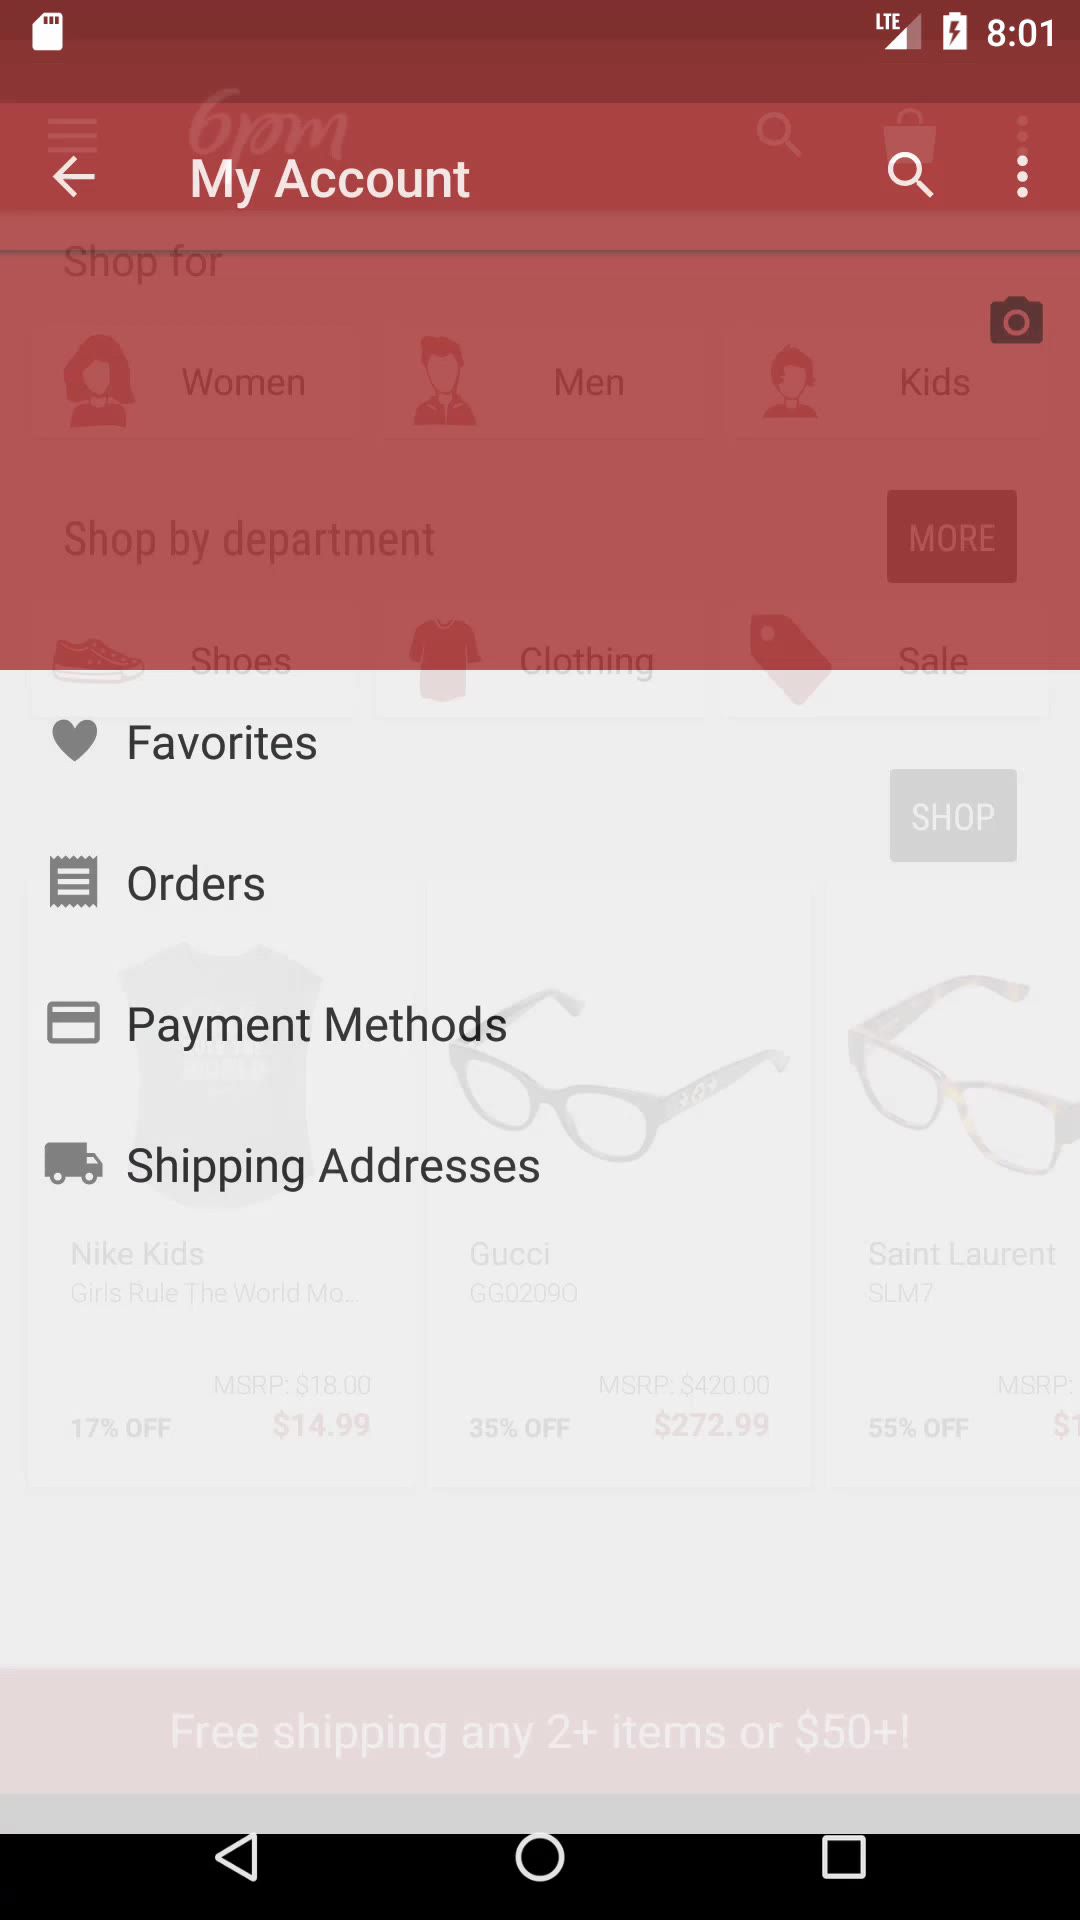 LTE 8:01
6pm
My Account
Shop for
Women Men Kids
Shop by department MORE
Shoes Clothing Sale
Favorites
SHOP
Orders
Payment Methods
Shipping Addresses
Nike Kids Gucci Saint Laurent
Girls Rule The World Mo... GG0209O SLM7
MSRP: $18.00 MSRP: $420.00 MSRP:
17% OFF $14.99 35% OFF $272.99 55% OFF
Free shipping any 2+ items or $50+!